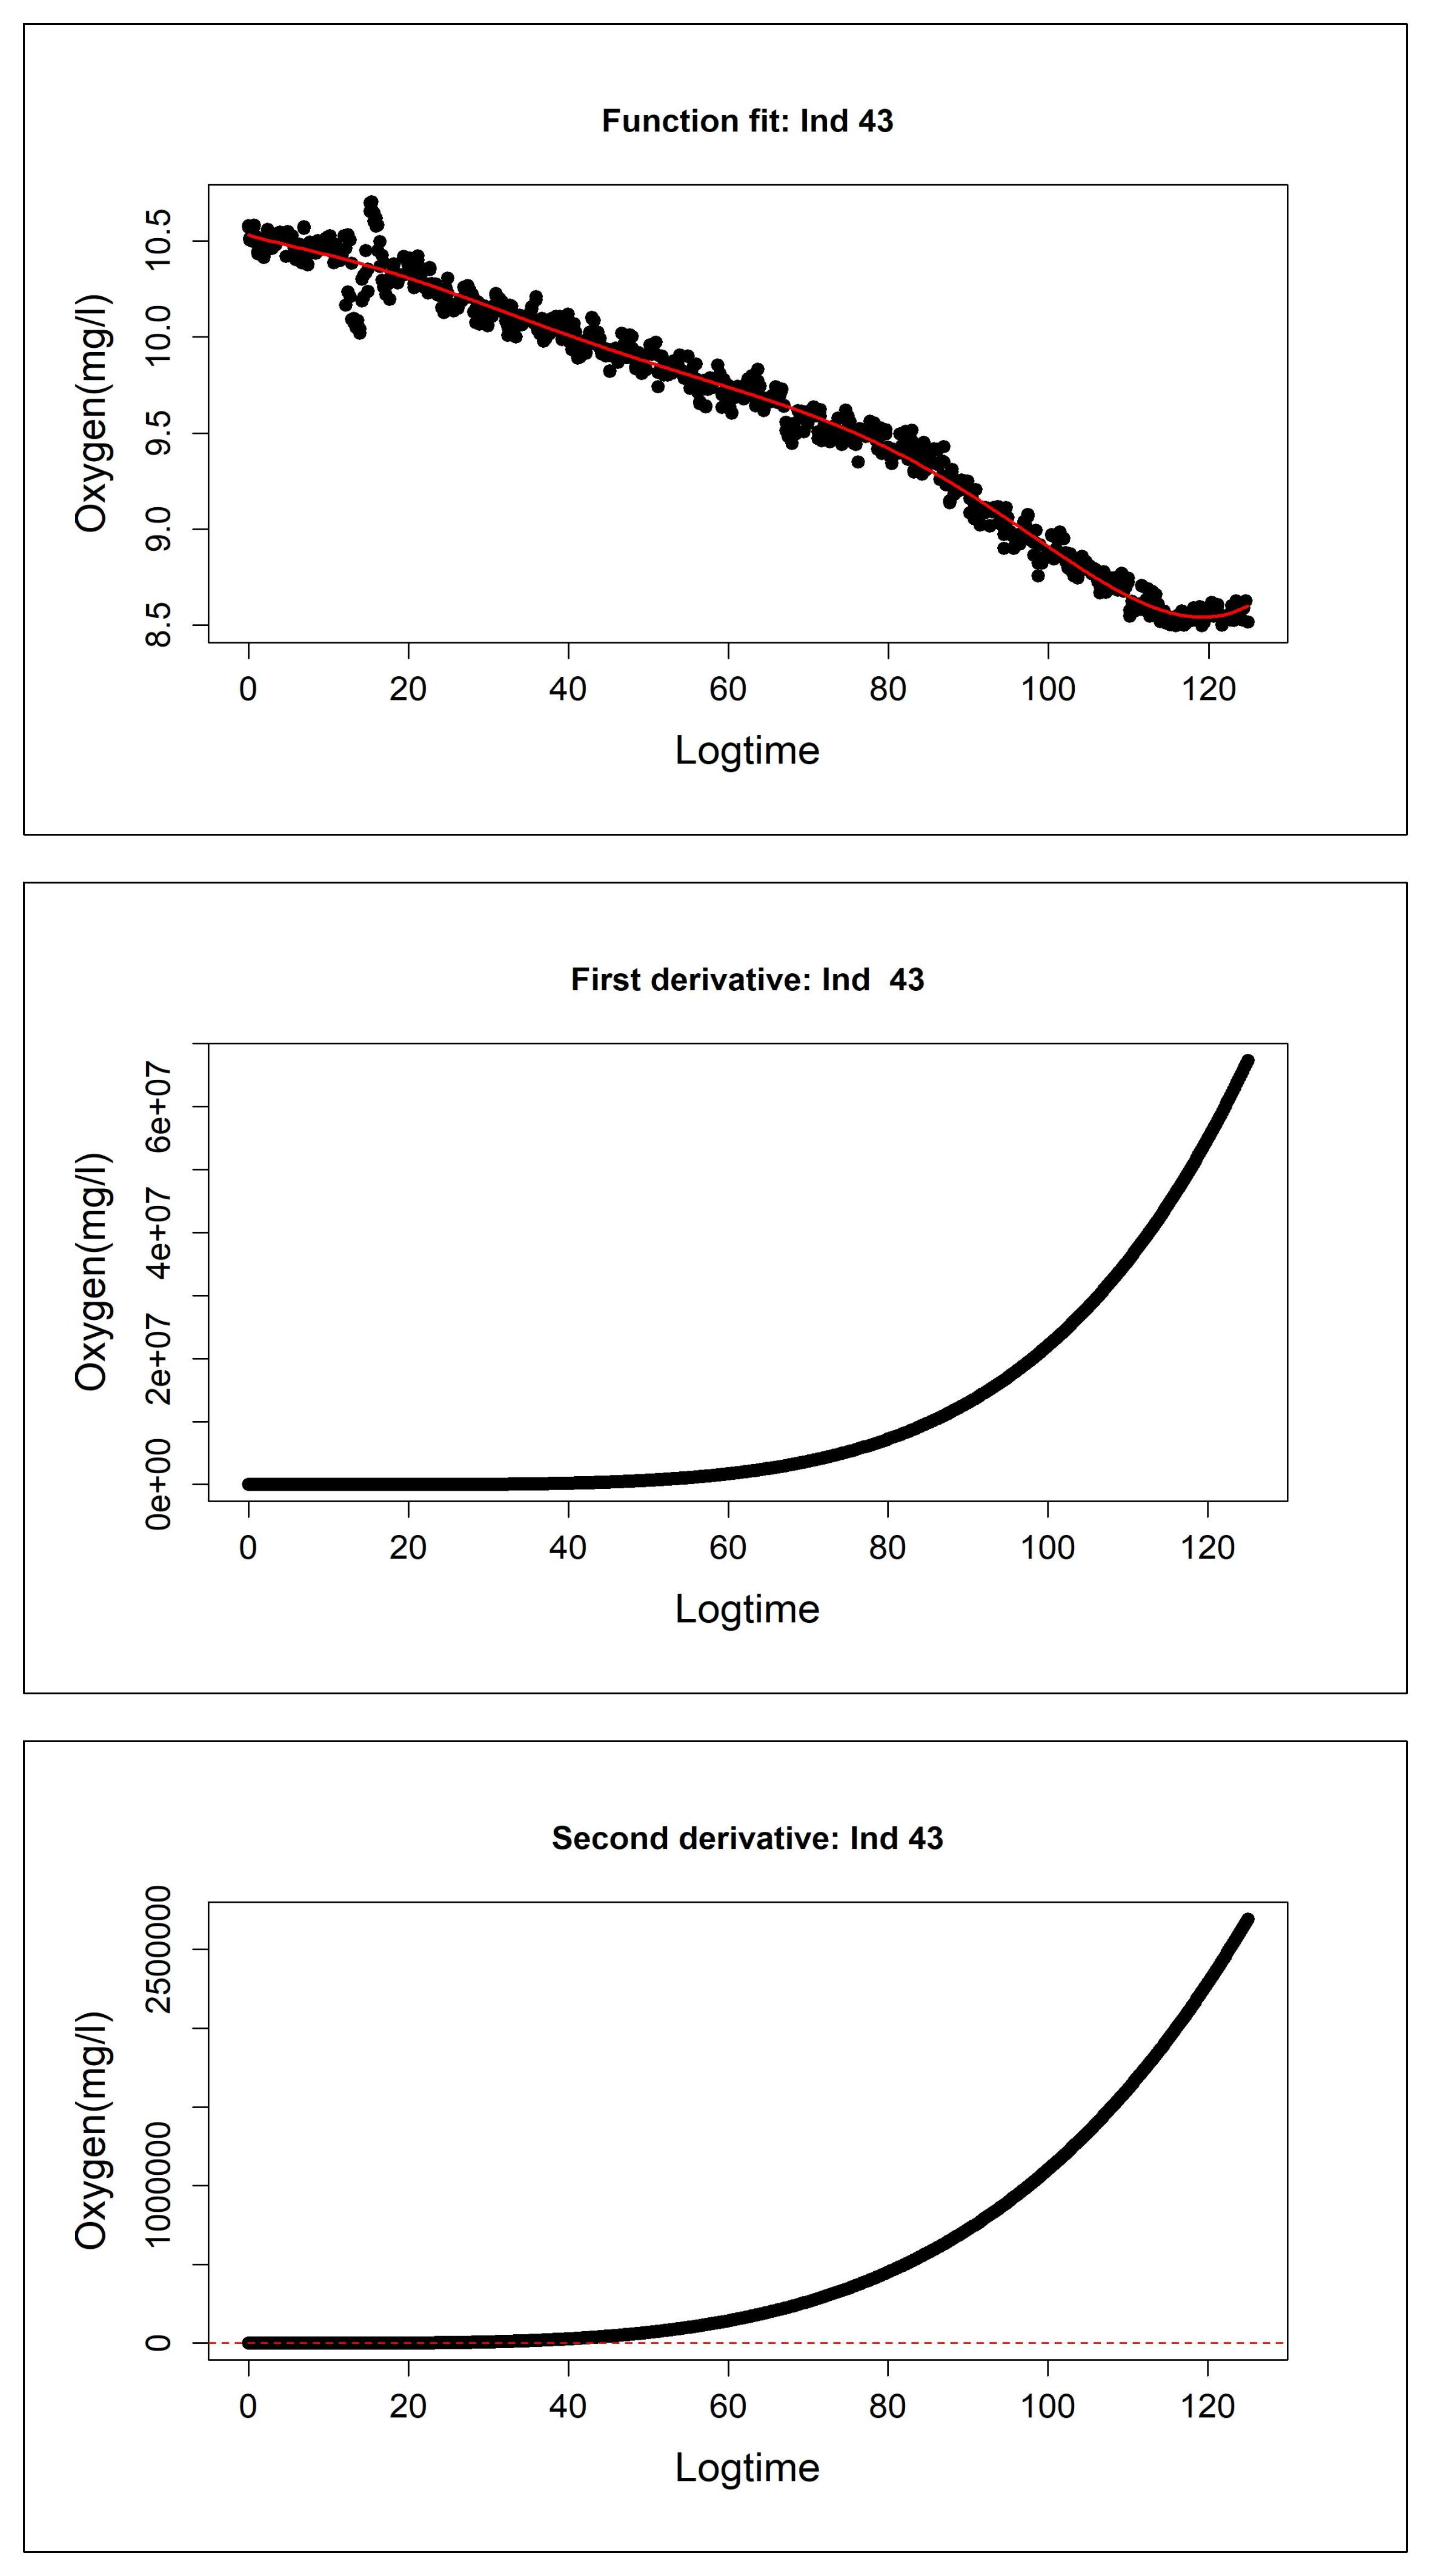 Function fit: Ind 43
Oxygen(mg/l)
10.5
10.0
9.5
9.0
8.5
0 20 40 60 80 100 120
Logtime
First derivative: Ind  43
Oxygen(mg/l)
6e+07
4e+07
2e+07
0e+00
0 20 40 60 80 100 120
Logtime
Second derivative: Ind 43
Oxygen(mg/l)
2500000
1000000
0
0 20 40 60 80 100 120
Logtime